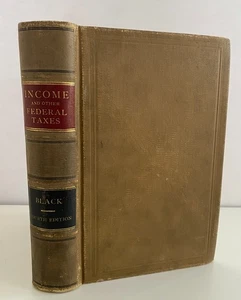 INCOME
AND OTHER
FEDERAL
TAXES
BLACK
EDITION